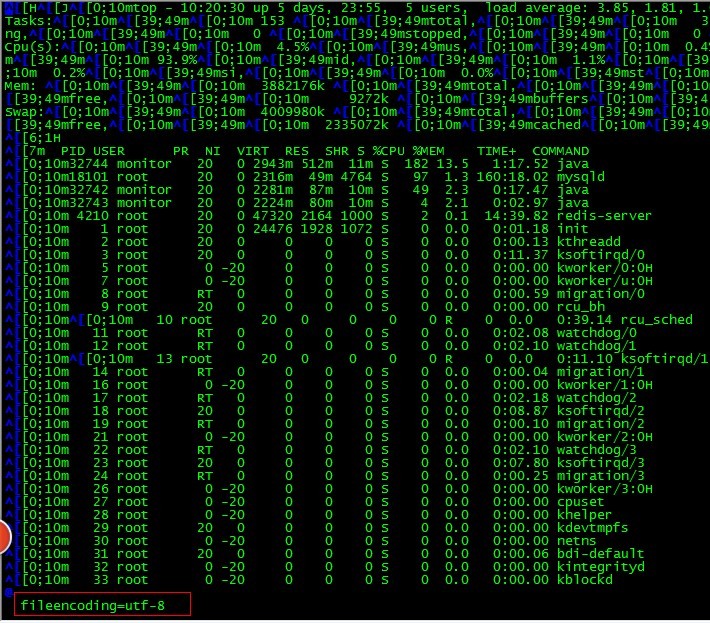 ^[[H^[[J^[[0;10mtop - 10:20:30 up 5 days, 23:55,  5 users,  load average: 3.85, 1.81, 1.
Tasks:^[[0;10m^[[39;49m^[[0;10m 153 ^[[0;10m^[[39;49mtotal,^[[0;10m^[[39;49m^[[0;10m   3
ng,^[[0;10m^[[39;49m^[[0;10m   0 ^[[0;10m^[[39;49mstopped,^[[0;10m^[[39;49m^[[0;10m   0
Cpu(s):^[[0;10m^[[39;49m^[[0;10m  4.5%^[[0;10m^[[39;49mus,^[[0;10m^[[39;49m^[[0;10m  0.4
m^[[39;49m^[[0;10m 93.9%^[[0;10m^[[39;49mid,^[[0;10m^[[39;49m^[[0;10m  1.1%^[[0;10m^[[39;4
;10m  0.2%^[[0;10m^[[39;49msi,^[[0;10m^[[39;49m^[[0;10m  0.0%^[[0;10m^[[39;49mst^[[0;10m
Mem: ^[[0;10m^[[39;49m^[[0;10m  3882176k ^[[0;10m^[[39;49mtotal,^[[0;10m^[[39;49m^[[0;10m
^[[39;49mfree,^[[0;10m^[[39;49m^[[0;10m     9272k ^[[0;10m^[[39;49mbuffers^[[0;10m^[[39;49
Swap:^[[0;10m^[[39;49m^[[0;10m  4009980k ^[[0;10m^[[39;49mtotal,^[[0;10m^[[39;49m^[[0;10m
^[[39;49mfree,^[[0;10m^[[39;49m^[[0;10m  2335072k ^[[0;10m^[[39;49mcached^[[0;10m^[[39;49m
^[[6;1H
^[[7m  PID USER      PR  NI  VIRT  RES  SHR S %CPU %MEM    TIME+  COMMAND
^[[0;10m32744 monitor   20   0 2943m 512m  11m S  182 13.5   1:17.52 java
^[[0;10m18101 root      20   0 2316m  49m 4764 S   97  1.3 160:18.02 mysqld
^[[0;10m32742 monitor   20   0 2281m  87m  10m S   49  2.3   0:17.47 java
^[[0;10m32743 monitor   20   0 2224m  80m  10m S    4  2.1   0:02.97 java
^[[0;10m 4210 root      20   0 47320 2164 1000 S    2  0.1  14:39.82 redis-server
^[[0;10m    1 root      20   0 24476 1928 1072 S    0  0.0   0:01.18 init
^[[0;10m    2 root      20   0     0    0    0 S    0  0.0   0:00.13 kthreadd
^[[0;10m    3 root      20   0     0    0    0 S    0  0.0   0:11.37 ksoftirqd/0
^[[0;10m    5 root       0 -20     0    0    0 S    0  0.0   0:00.00 kworker/0:0H
^[[0;10m    7 root       0 -20     0    0    0 S    0  0.0   0:00.00 kworker/u:0H
^[[0;10m    8 root      RT   0     0    0    0 S    0  0.0   0:00.59 migration/0
^[[0;10m    9 root      20   0     0    0    0 S    0  0.0   0:00.00 rcu_bh
^[[0;10m^[[0;10m   10 root      20   0     0    0    0 R    0  0.0   0:39.14 rcu_sched
^[[0;10m   11 root      RT   0     0    0    0 S    0  0.0   0:02.08 watchdog/0
^[[0;10m   12 root      RT   0     0    0    0 S    0  0.0   0:02.10 watchdog/1
^[[0;10m^[[0;10m   13 root      20   0     0    0    0 R    0  0.0   0:11.10 ksoftirqd/1
^[[0;10m   14 root      RT   0     0    0    0 S    0  0.0   0:00.04 migration/1
^[[0;10m   16 root       0 -20     0    0    0 S    0  0.0   0:00.00 kworker/1:0H
^[[0;10m   17 root      RT   0     0    0    0 S    0  0.0   0:02.18 watchdog/2
^[[0;10m   18 root      20   0     0    0    0 S    0  0.0   0:08.87 ksoftirqd/2
^[[0;10m   19 root      RT   0     0    0    0 S    0  0.0   0:00.10 migration/2
^[[0;10m   21 root       0 -20     0    0    0 S    0  0.0   0:00.00 kworker/2:0H
^[[0;10m   22 root      RT   0     0    0    0 S    0  0.0   0:02.10 watchdog/3
^[[0;10m   23 root      20   0     0    0    0 S    0  0.0   0:07.80 ksoftirqd/3
^[[0;10m   24 root      RT   0     0    0    0 S    0  0.0   0:00.25 migration/3
^[[0;10m   26 root       0 -20     0    0    0 S    0  0.0   0:00.00 kworker/3:0H
^[[0;10m   27 root       0 -20     0    0    0 S    0  0.0   0:00.00 cpuset
^[[0;10m   28 root       0 -20     0    0    0 S    0  0.0   0:00.00 khelper
^[[0;10m   29 root      20   0     0    0    0 S    0  0.0   0:00.00 kdevtmpfs
^[[0;10m   30 root       0 -20     0    0    0 S    0  0.0   0:00.00 netns
^[[0;10m   31 root      20   0     0    0    0 S    0  0.0   0:00.06 bdi-default
^[[0;10m   32 root       0 -20     0    0    0 S    0  0.0   0:00.00 kintegrityd
^[[0;10m   33 root       0 -20     0    0    0 S    0  0.0   0:00.00 kblockd
@
fileencoding=utf-8